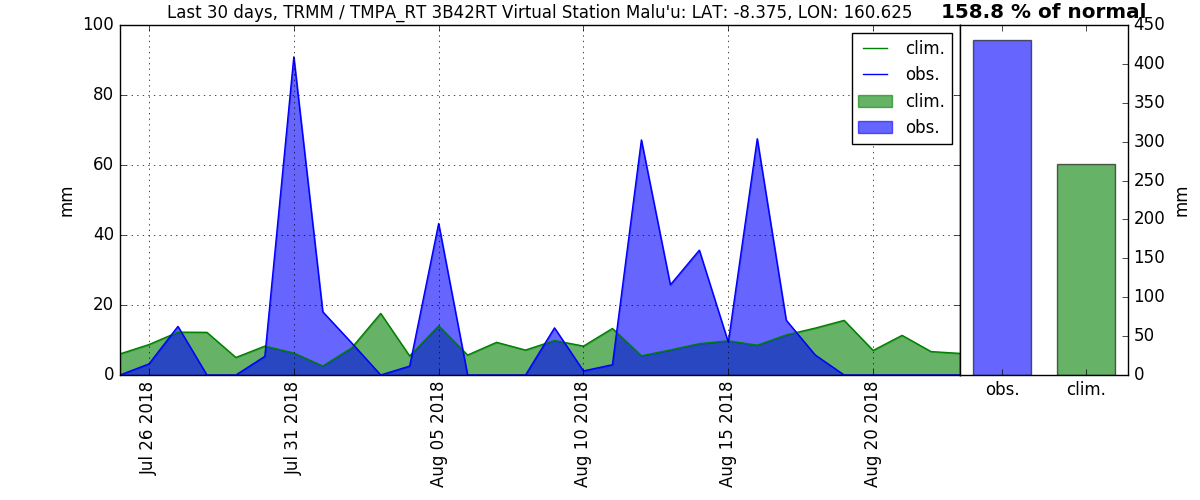 Last 30 days, TRMM / TMPA_RT 3B42RT Virtual Station Malu'u: LAT: -8.375, LON: 160.625
158.8 % of normal
100
80
60
40
20
0
mm
clim.
obs.
clim.
obs.
Jul 26 2018
Jul 31 2018
Aug 05 2018
Aug 10 2018
Aug 15 2018
Aug 20 2018
450
400
350
300
250
200
150
100
50
0
mm
obs.
clim.